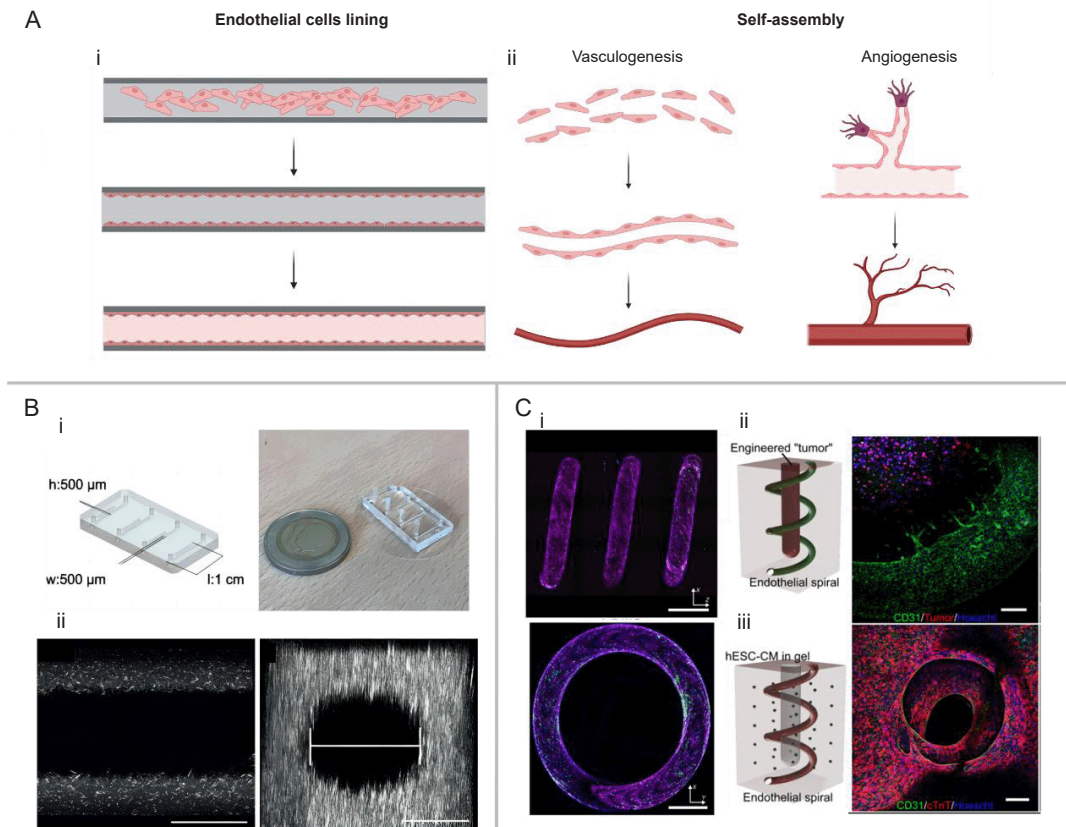 A
Endothelial cells lining
Self-assembly
i
ii
Vasculogenesis
Angiogenesis
B
i
h:500 µm
w:500 µm
l:1 cm
ii
C
i
ii
Engineered "tumor"
Endothelial spiral
CD31/Tumor/Hoechst
X
Z
iii
hESC-CM in gel
Endothelial spiral
CD31/cTnT/Hoechst
X
Y